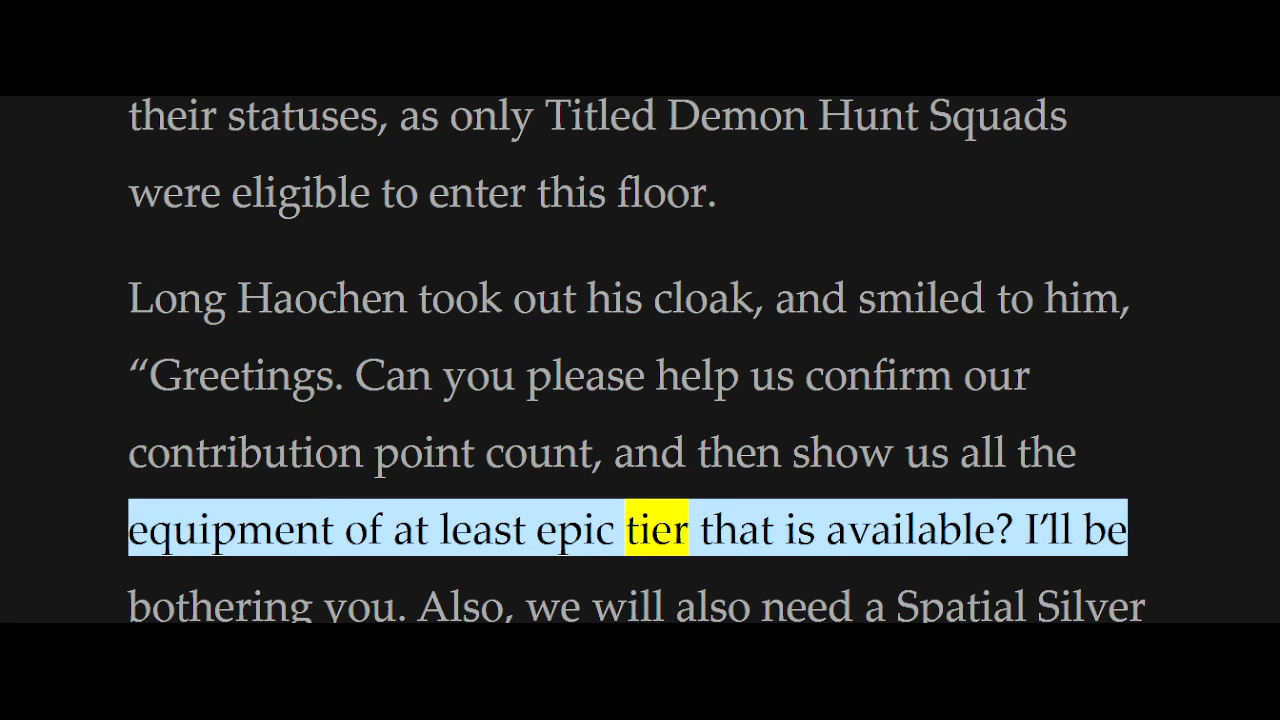 their statuses, as only Titled Demon Hunt Squads
were eligible to enter this floor.
Long Haochen took out his cloak, and smiled to him,
“Greetings. Can you please help us confirm our
contribution point count, and then show us all the
equipment of at least epic tier that is available? I’ll be
bothering you. Also, we will also need a Spatial Silver